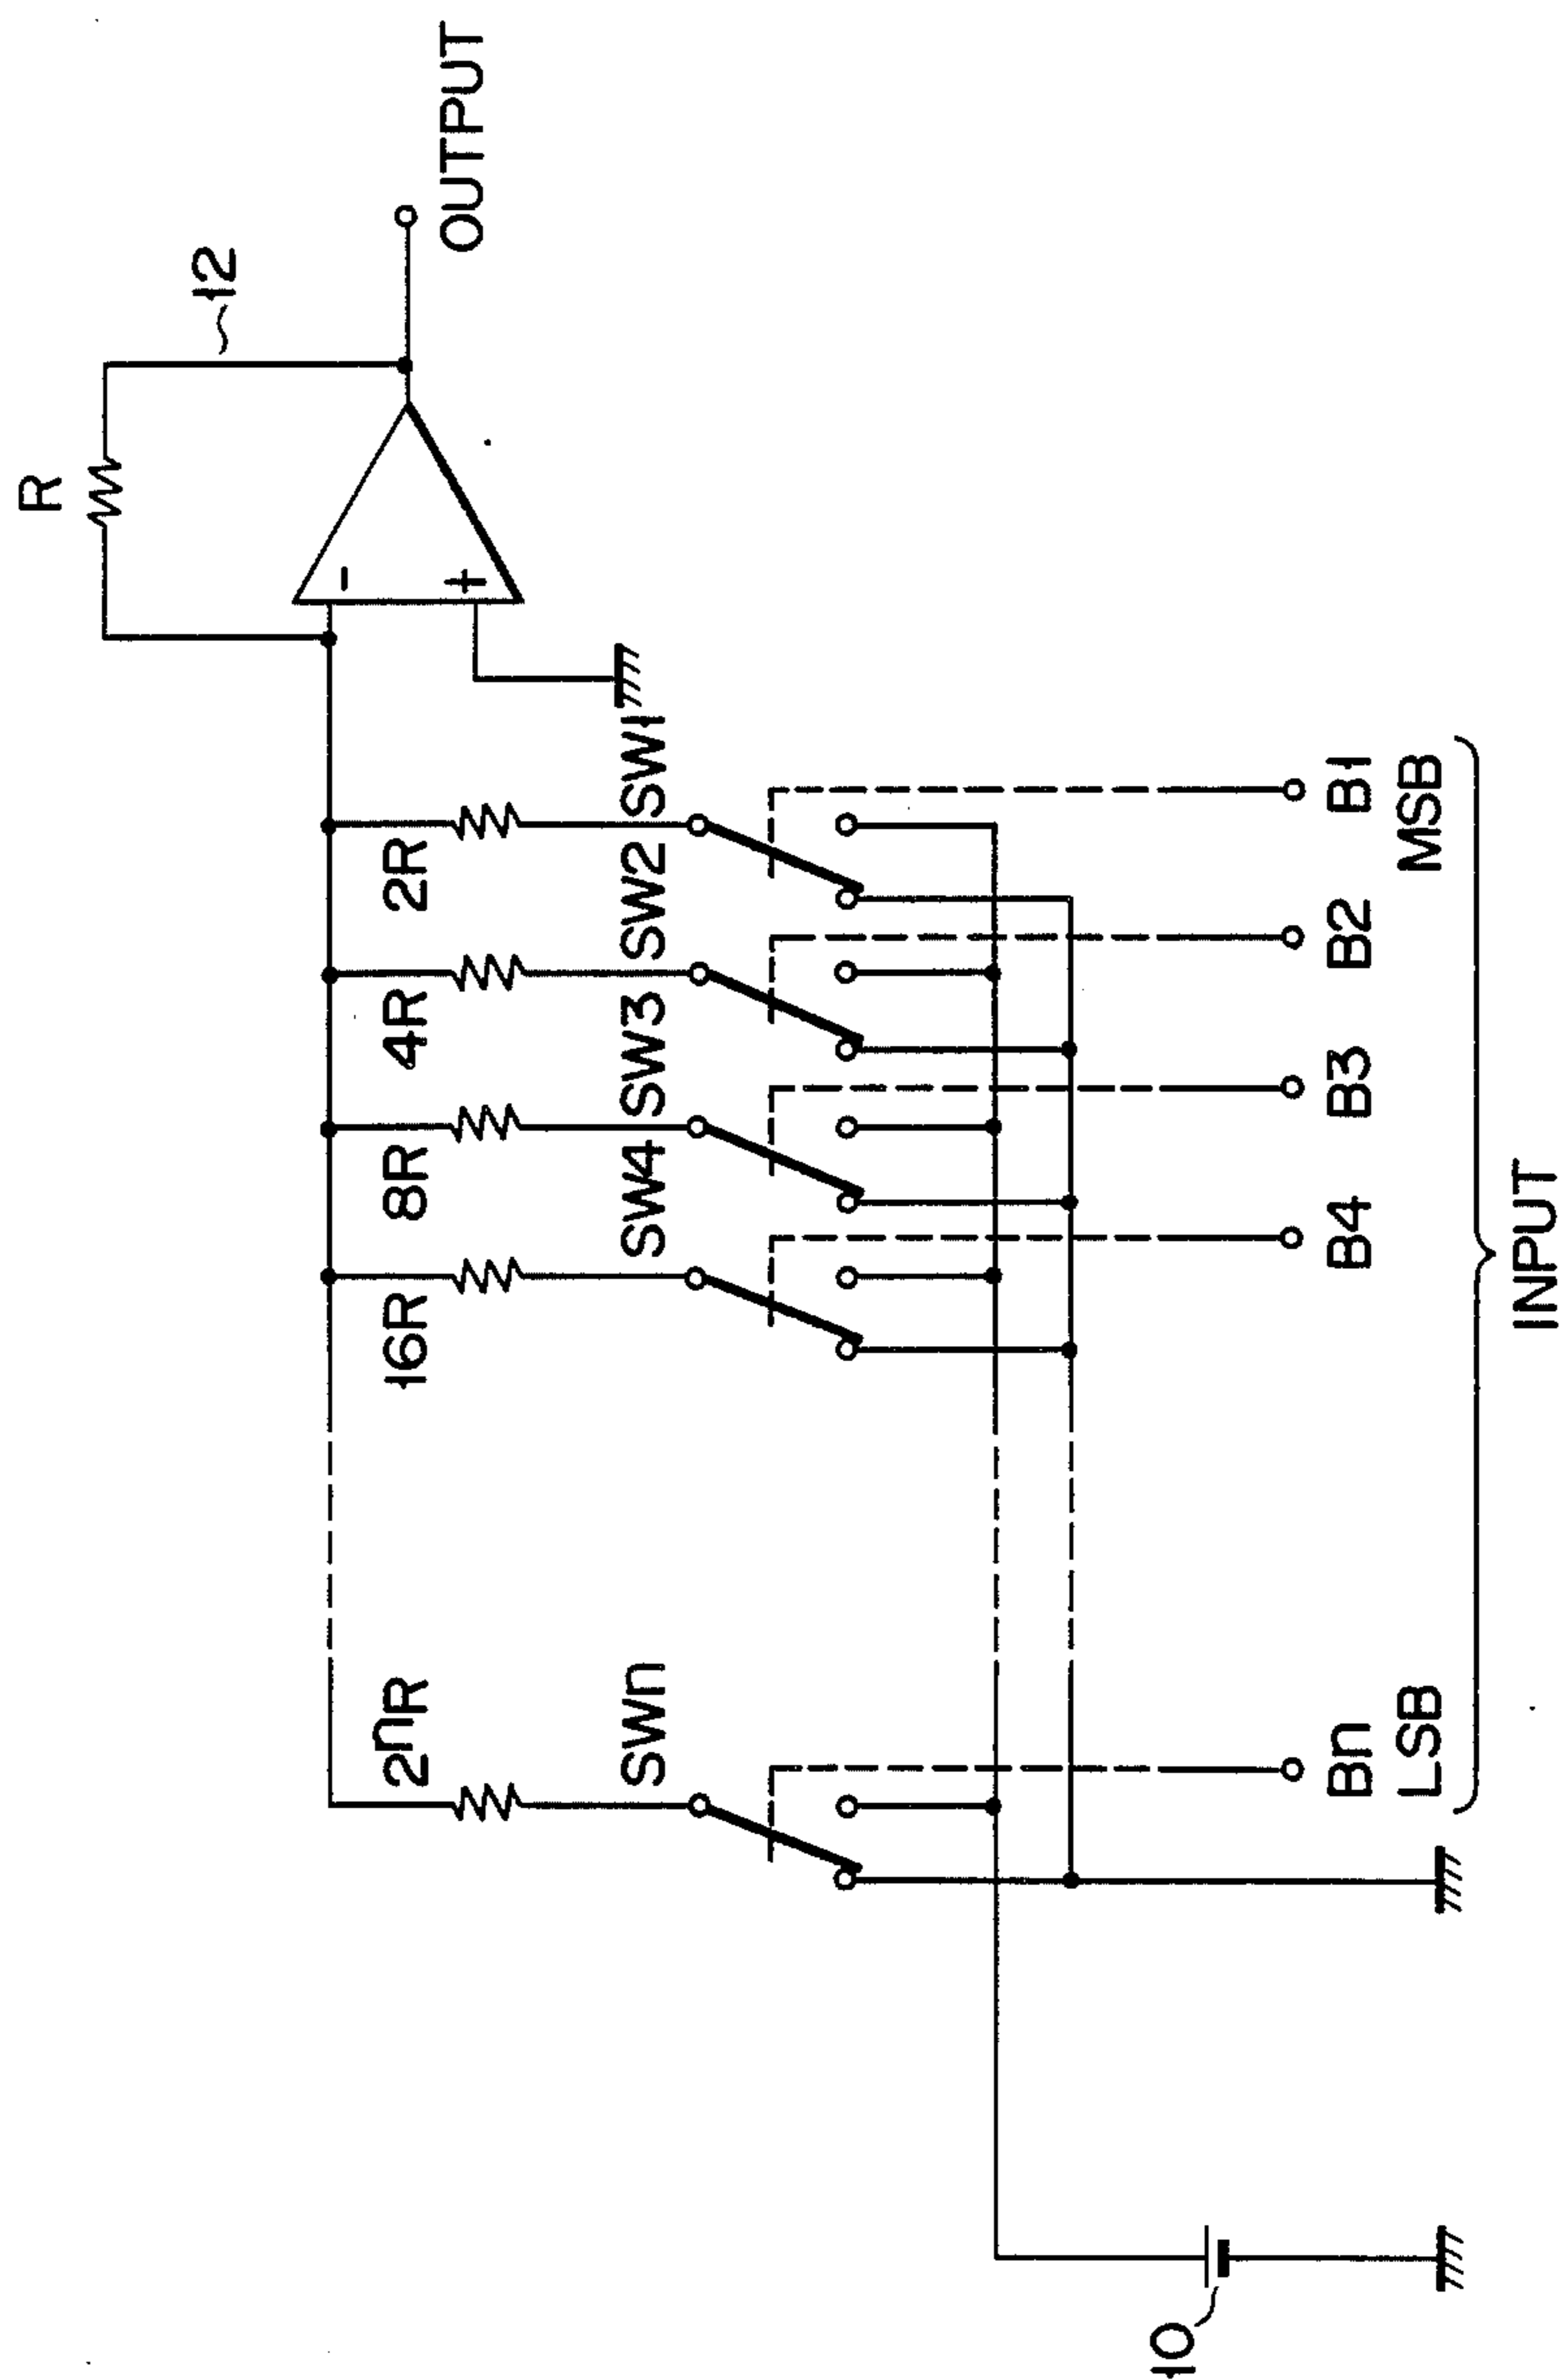 R
12
OUTPUT
-
+
2ⁿR
16R
8R
4R
2R
SWn
SW4
SW3
SW2
SW1
10
Bn
B4
B3
B2
B1
LSB
MSB
INPUT